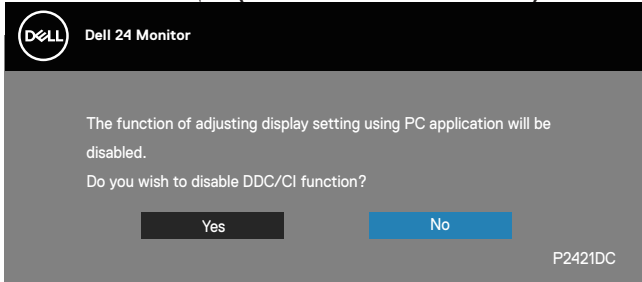 DELL
Dell 24 Monitor
The function of adjusting display setting using PC application will be
disabled.
Do you wish to disable DDC/CI function?
Yes
No
P2421DC